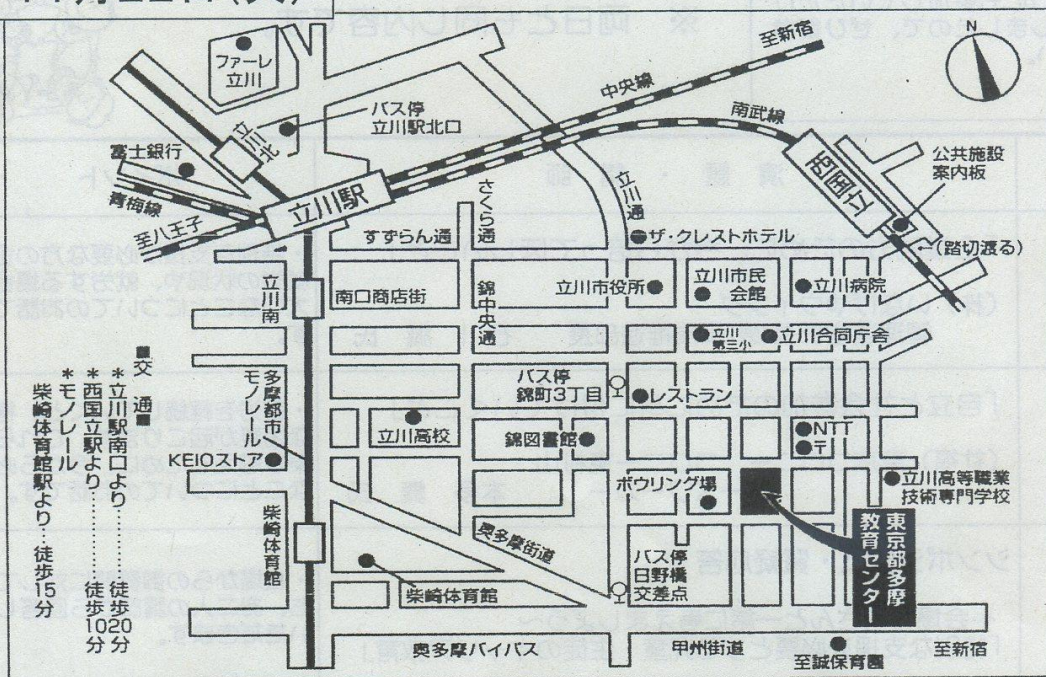 ファーレ
立川
バス停
立川駅北口
立川北
富士銀行
青梅線
至八王子
立川駅
至新宿
中央線
南武線
N
西国立
公共施設
案内板
(踏切渡る)
さくら通
立川通
すずらん通
ザ・クレストホテル
立川南
南口商店街
錦中央通
立川市役所
立川市民
会館
立川病院
立川
第三小
立川合同庁舎
バス停
錦町3丁目
レストラン
多摩都市
モノレール
立川高校
錦図書館
NTT
〒
KEIOストア
ボウリング場
立川高等職業
技術専門学校
柴崎体育館
奥多摩街道
柴崎体育館
バス停
日野橋
交差点
東京都多摩
教育センター
奥多摩バイパス
甲州街道
至誠保育園
至新宿
■交 通■
*立川駅南口より………徒歩20分
*西国立駅より…………徒歩10分
*モノレール
柴崎体育館駅より…徒歩15分